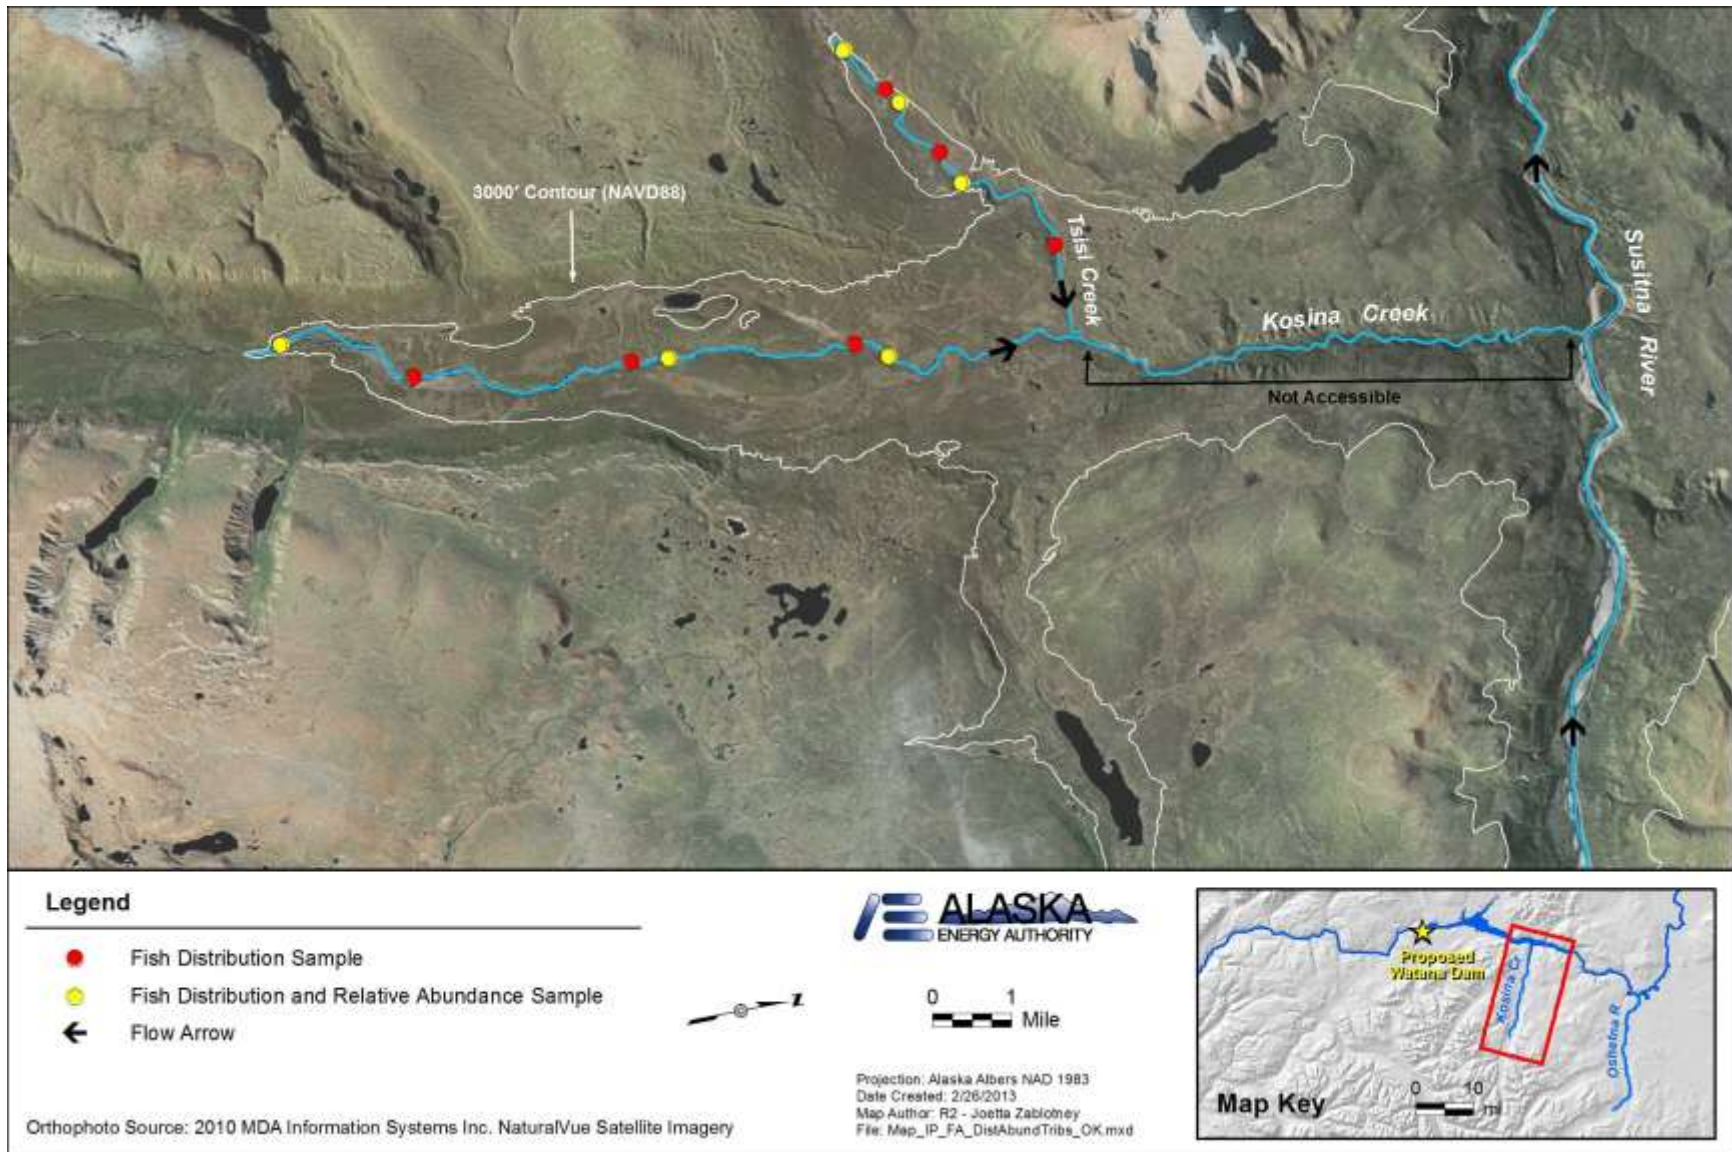 3000' Contour (NAVD88)
Tsisi Creek
Kosina Creek
Susitna River
Not Accessible
Legend
Fish Distribution Sample
Fish Distribution and Relative Abundance Sample
Flow Arrow
Orthophoto Source: 2010 MDA Information Systems Inc. NaturalVue Satellite Imagery
ALASKA
ENERGY AUTHORITY
N
0 1
Mile
Projection: Alaska Albers NAD 1983
Date Created: 2/26/2013
Map Author: R2 - Joetta Zablotney
File: Map_IP_FA_DistAbundTribs_OK.mxd
Proposed
Watana Dam
Kosina Cr
Oshetna R.
0 10
mi
Map Key